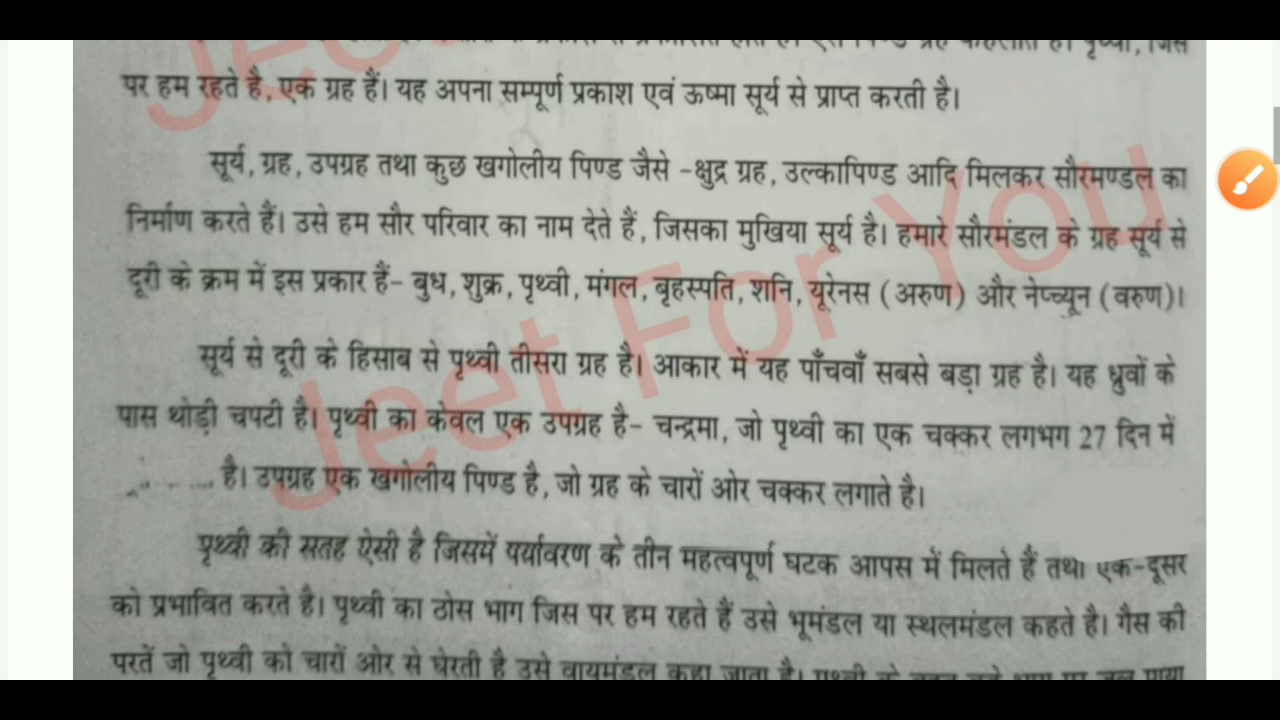 पर हम रहते है, एक ग्रह हैं। यह अपना सम्पूर्ण प्रकाश एवं ऊष्मा सूर्य से प्राप्त करती है।
सूर्य, ग्रह, उपग्रह तथा कुछ खगोलीय पिण्ड जैसे -क्षुद्र ग्रह, उल्कापिण्ड आदि मिलकर सौरमण्डल का
निर्माण करते हैं। उसे हम सौर परिवार का नाम देते हैं, जिसका मुखिया सूर्य है। हमारे सौरमंडल के ग्रह सूर्य से
दूरी के क्रम में इस प्रकार हैं- बुध, शुक्र, पृथ्वी, मंगल, बृहस्पति, शनि, यूरेनस (अरुण) और नेप्च्यून (वरुण)।
सूर्य से दूरी के हिसाब से पृथ्वी तीसरा ग्रह है। आकार में यह पाँचवाँ सबसे बड़ा ग्रह है। यह ध्रुवों के
पास थोड़ी चपटी है। पृथ्वी का केवल एक उपग्रह है- चन्द्रमा, जो पृथ्वी का एक चक्कर लगभग 27 दिन में
है। उपग्रह एक खगोलीय पिण्ड है, जो ग्रह के चारों ओर चक्कर लगाते है।
पृथ्वी की सतह ऐसी है जिसमें पर्यावरण के तीन महत्वपूर्ण घटक आपस में मिलते हैं तथा एक-दूसर
को प्रभावित करते है। पृथ्वी का ठोस भाग जिस पर हम रहते हैं उसे भूमंडल या स्थलमंडल कहते है। गैस की
परतें जो पृथ्वी को चारों ओर से घेरती है उसे वायुमंडल कहा जाता है।
Jeet For You